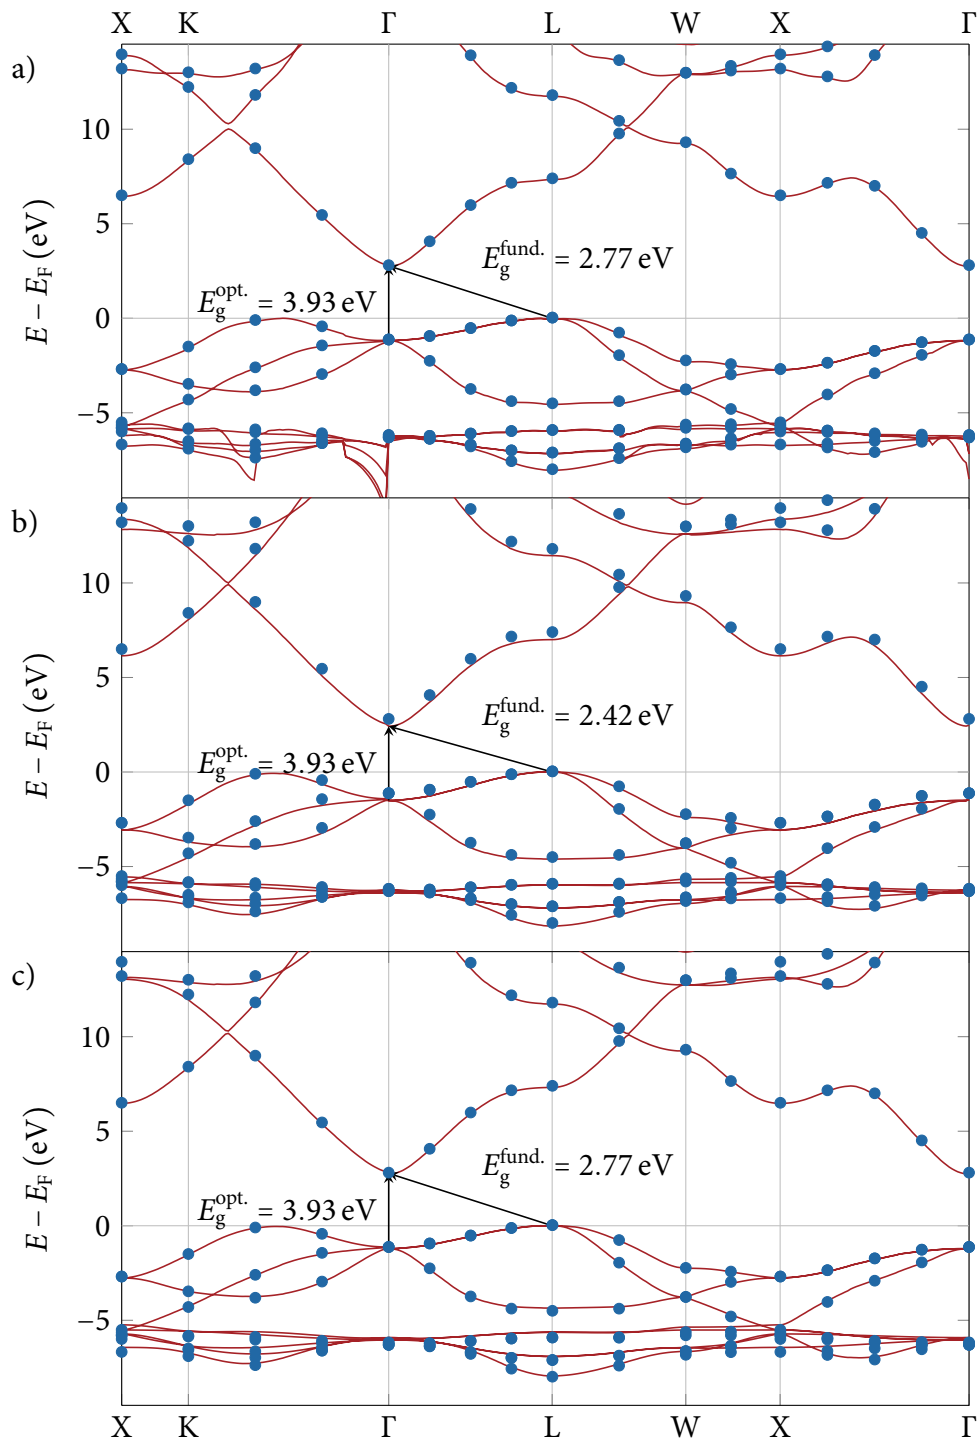 X K Γ L W X Γ
a)
10
5
0
−5
E − E_F (eV)
E_g^fund. = 2.77 eV
E_g^opt. = 3.93 eV
b)
10
5
0
−5
E − E_F (eV)
E_g^fund. = 2.42 eV
E_g^opt. = 3.93 eV
c)
10
5
0
−5
E − E_F (eV)
E_g^fund. = 2.77 eV
E_g^opt. = 3.93 eV
X K Γ L W X Γ